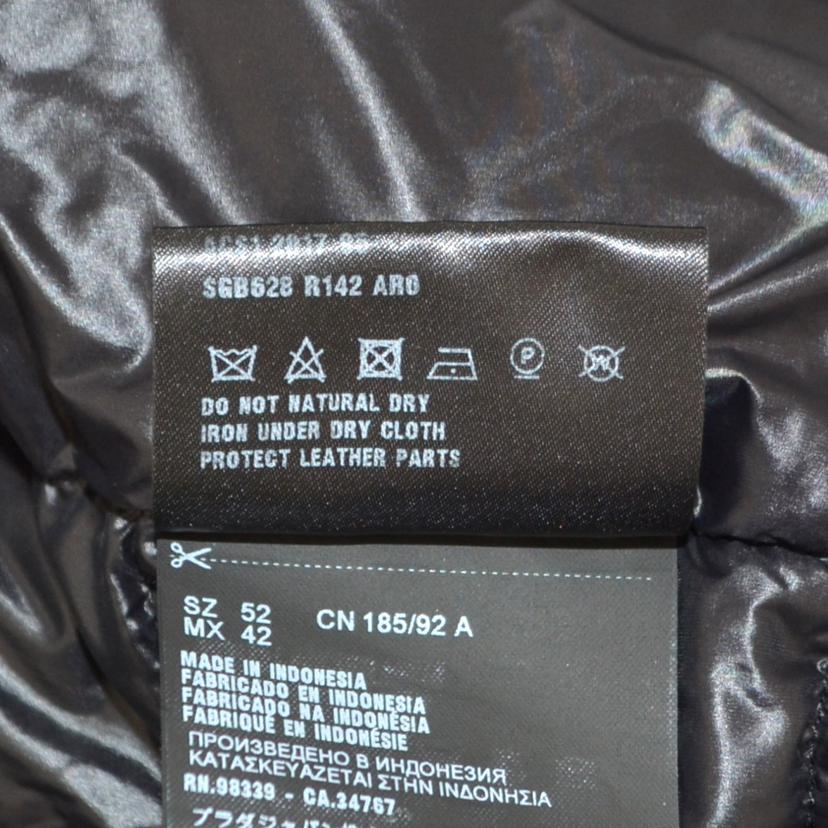 SGB628 R142 ARO
P
W
DO NOT NATURAL DRY
IRON UNDER DRY CLOTH
PROTECT LEATHER PARTS
SZ 52
MX 42
CN 185/92 A
MADE IN INDONESIA
FABRICADO EN INDONESIA
FABRICADO NA INDONÉSIA
FABRIQUÉ EN INDONÉSIE
ПРОИЗВЕДЕНО В ИНДОНЕЗИЯ
ΚΑΤΑΣΚΕΥΑΖΕΤΑΙ ΣΤΗΝ ΙΝΔΟΝΗΣΙΑ
RN.98339 - CA.34767